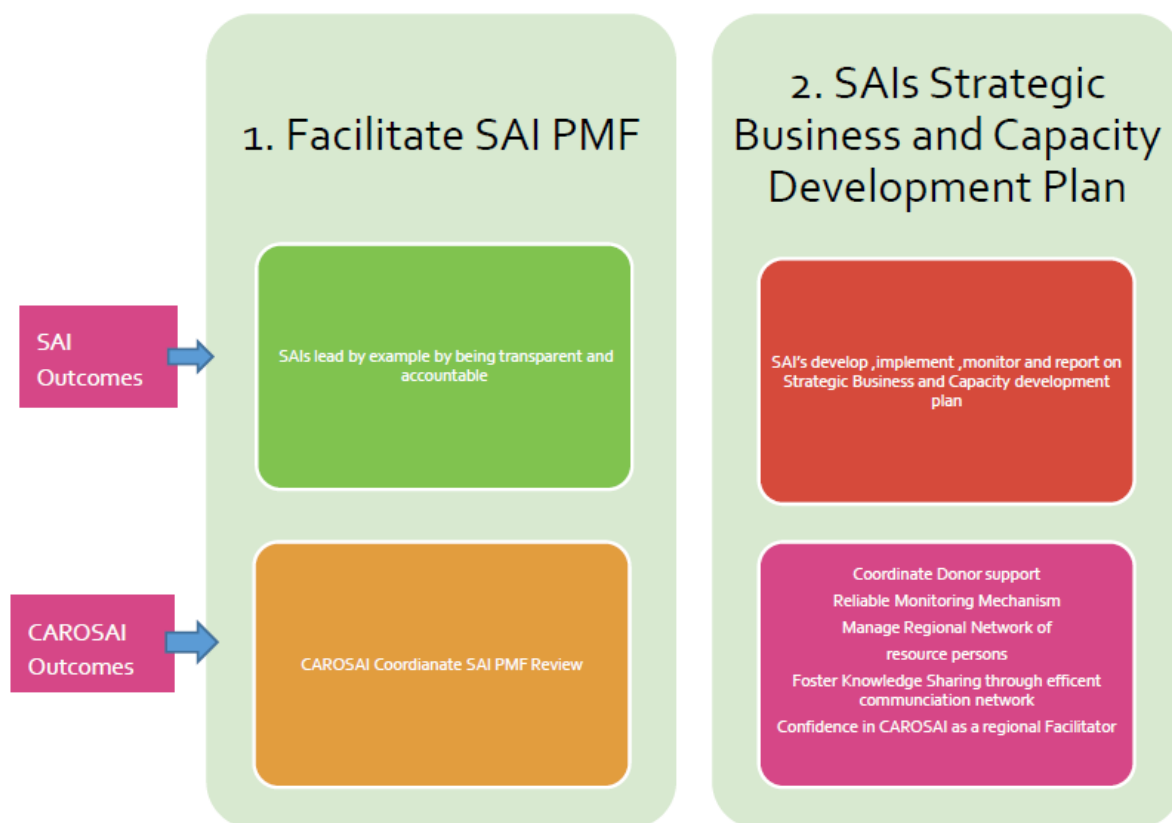 1. Facilitate SAI PMF
2. SAIs Strategic
Business and Capacity
Development Plan
SAI
Outcomes
SAIs lead by example by being transparent and
accountable
SAI's develop ,implement ,monitor and report on
Strategic Business and Capacity development
plan
CAROSAI
Outcomes
CAROSAI Coordianate SAI PMF Review
Coordinate Donor support
Reliable Monitoring Mechanism
Manage Regional Network of
resource persons
Foster Knowledge Sharing through efficent
communciation network
Confidence in CAROSAI as a regional Facilitator